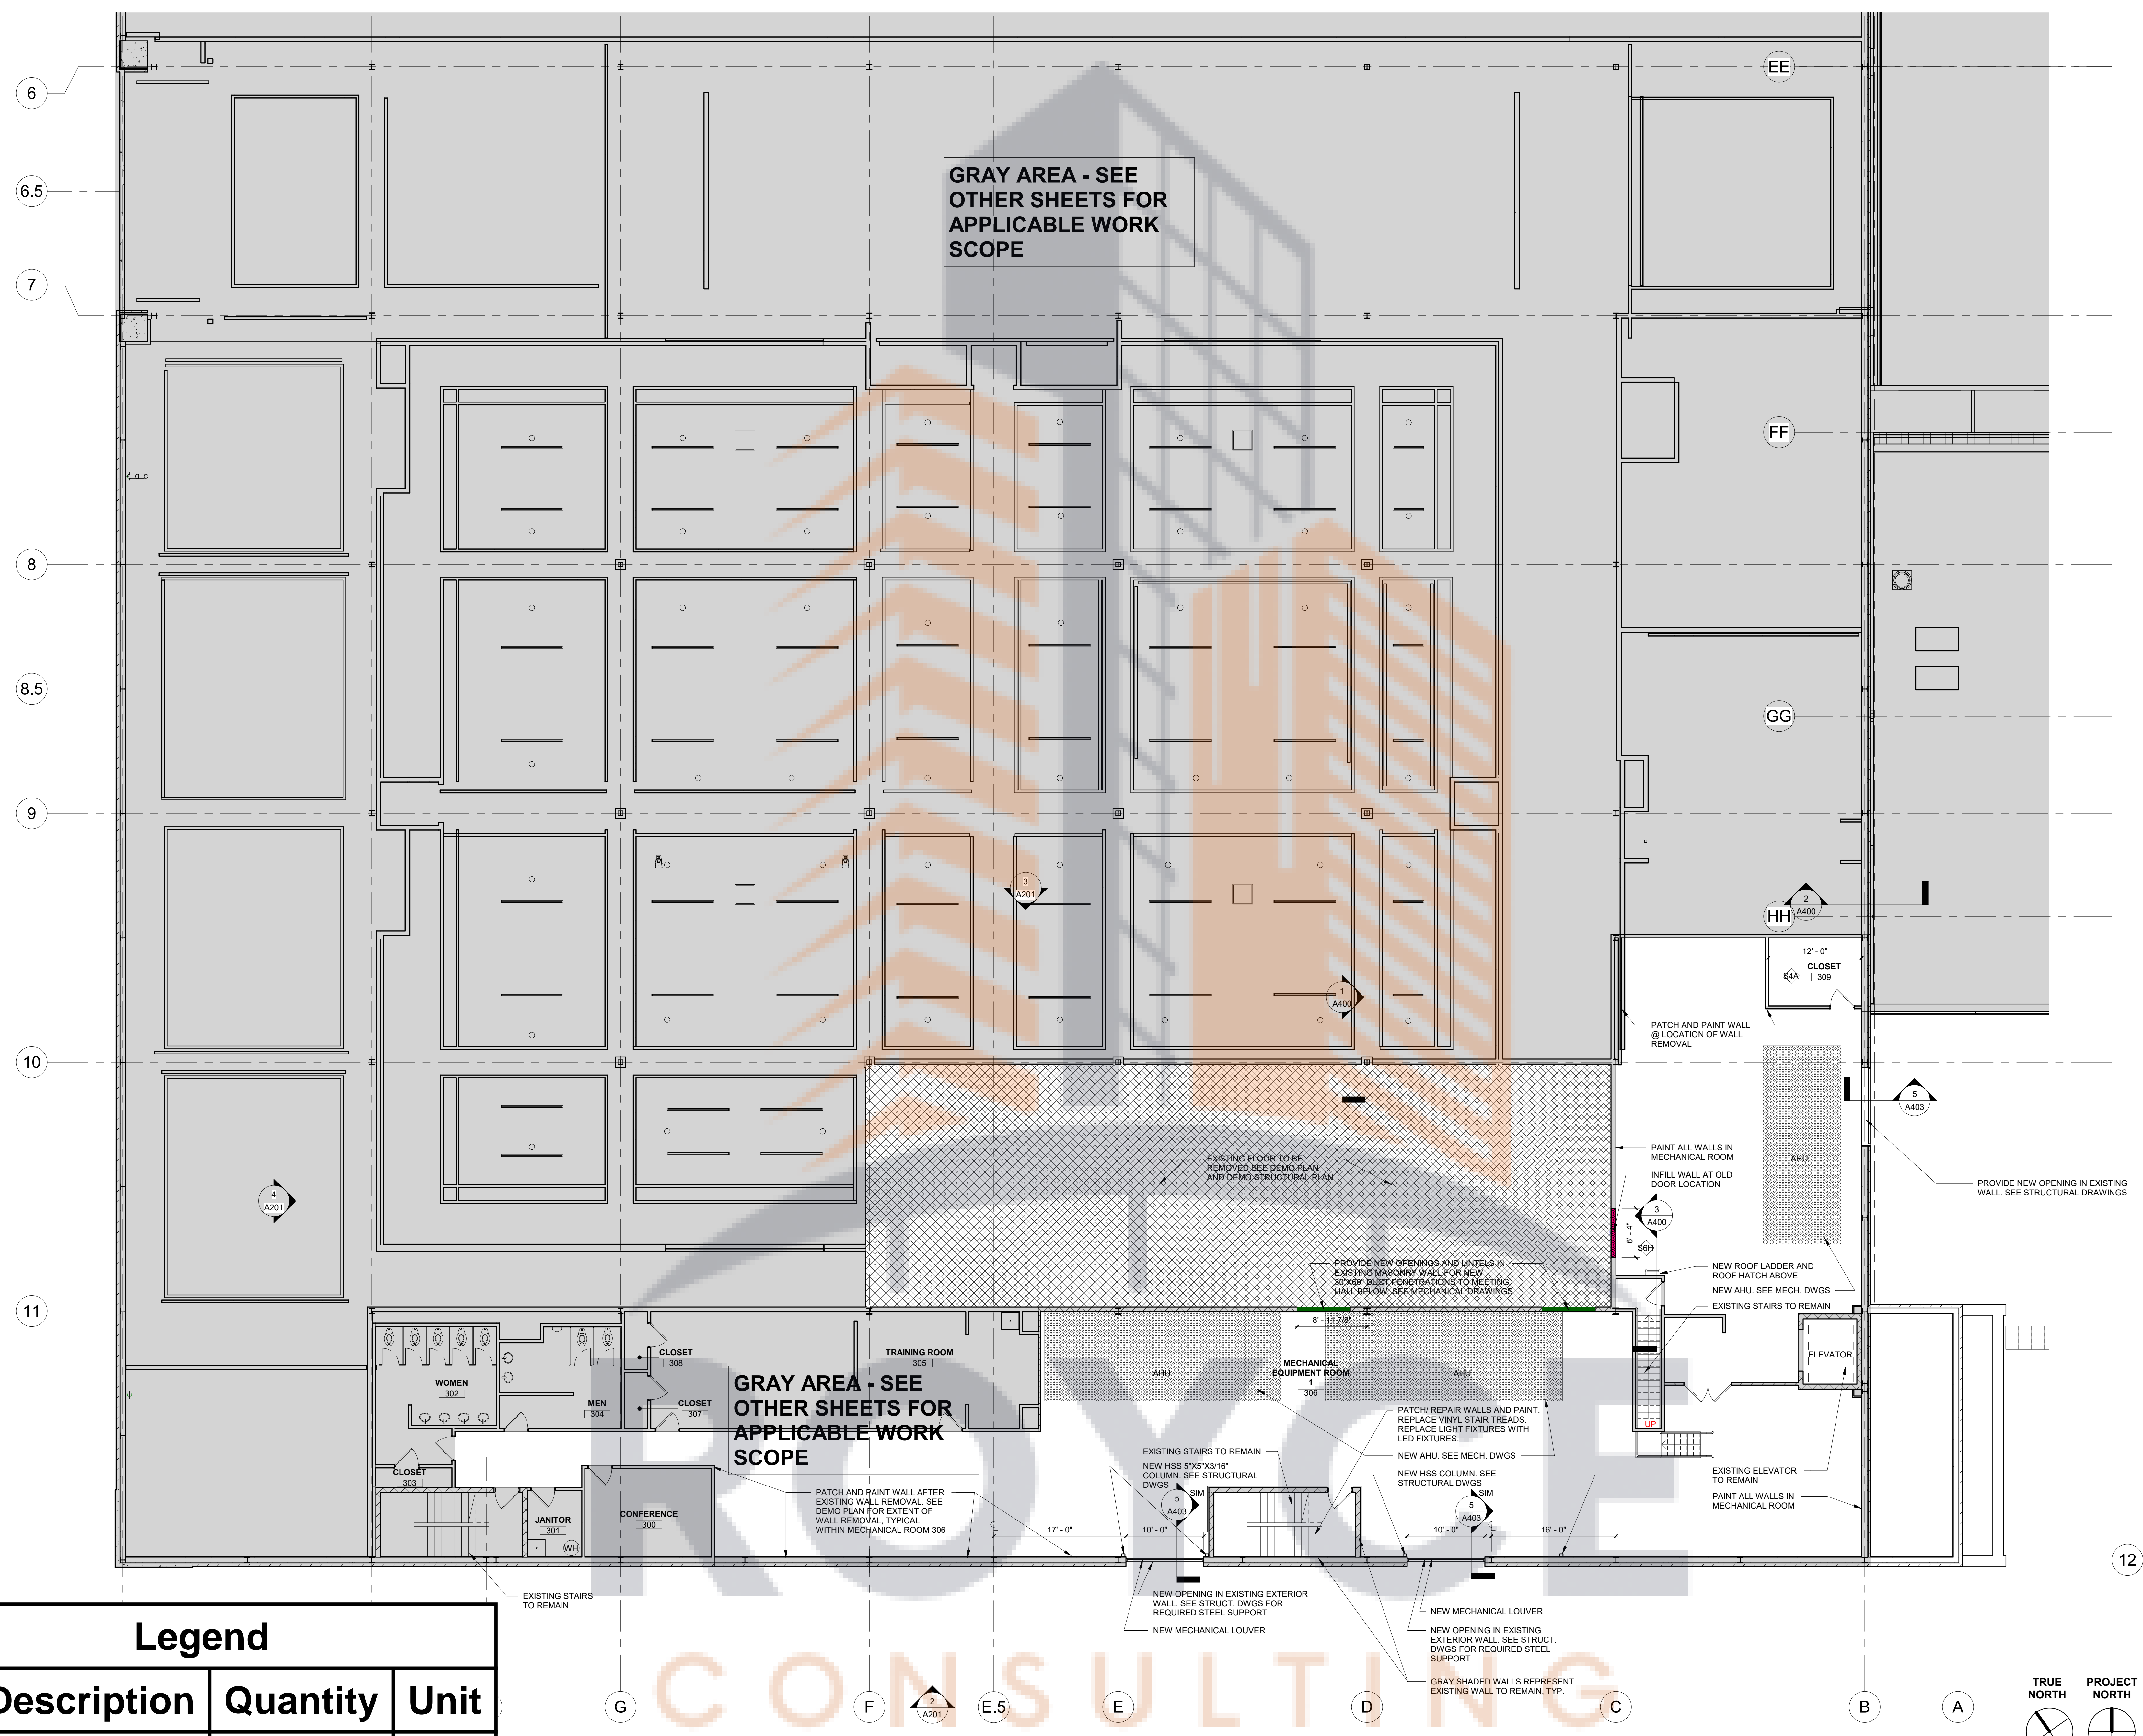 6
EE
GRAY AREA - SEE
OTHER SHEETS FOR
APPLICABLE WORK
SCOPE
6.5
7
FF
8
8.5
GG
9
3
A201
2
A400
HH
12' - 0"
CLOSET
309
S4A
1
A400
PATCH AND PAINT WALL
@ LOCATION OF WALL
REMOVAL
10
5
A403
EXISTING FLOOR TO BE
REMOVED SEE DEMO PLAN
AND DEMO STRUCTURAL PLAN
PAINT ALL WALLS IN
MECHANICAL ROOM
AHU
INFILL WALL AT OLD
DOOR LOCATION
PROVIDE NEW OPENING IN EXISTING
WALL. SEE STRUCTURAL DRAWINGS
4
A201
3
A400
6' - 4"
S6H
PROVIDE NEW OPENINGS AND LINTELS IN
EXISTING MASONRY WALL FOR NEW
30"X60" DUCT PENETRATIONS TO MEETING
HALL BELOW. SEE MECHANICAL DRAWINGS
NEW ROOF LADDER AND
ROOF HATCH ABOVE
NEW AHU. SEE MECH. DWGS
EXISTING STAIRS TO REMAIN
11
8' - 11 7/8"
CLOSET
308
TRAINING ROOM
305
ELEVATOR
AHU
MECHANICAL
EQUIPMENT ROOM
1
306
AHU
WOMEN
302
GRAY AREA - SEE
OTHER SHEETS FOR
APPLICABLE WORK
SCOPE
MEN
304
CLOSET
307
PATCH/ REPAIR WALLS AND PAINT.
REPLACE VINYL STAIR TREADS.
REPLACE LIGHT FIXTURES WITH
LED FIXTURES.
UP
EXISTING STAIRS TO REMAIN
NEW AHU. SEE MECH. DWGS
NEW HSS 5"X5"X3/16"
COLUMN. SEE STRUCTURAL
DWGS
NEW HSS COLUMN. SEE
STRUCTURAL DWGS
CLOSET
303
EXISTING ELEVATOR
TO REMAIN
PATCH AND PAINT WALL AFTER
EXISTING WALL REMOVAL. SEE
DEMO PLAN FOR EXTENT OF
WALL REMOVAL, TYPICAL
WITHIN MECHANICAL ROOM 306
SIM
5
A403
SIM
5
A403
PAINT ALL WALLS IN
MECHANICAL ROOM
JANITOR
301
CONFERENCE
300
WH
17' - 0"
10' - 0"
10' - 0"
16' - 0"
12
EXISTING STAIRS
TO REMAIN
NEW OPENING IN EXISTING EXTERIOR
WALL. SEE STRUCT. DWGS FOR
REQUIRED STEEL SUPPORT
NEW MECHANICAL LOUVER
NEW MECHANICAL LOUVER
NEW OPENING IN EXISTING
EXTERIOR WALL. SEE STRUCT.
DWGS FOR REQUIRED STEEL
SUPPORT
GRAY SHADED WALLS REPRESENT
EXISTING WALL TO REMAIN, TYP.
ROYCE
CONSULTING
Legend
Description Quantity Unit
G
F
2
A201
E.5
E
D
C
B
A
TRUE
NORTH
PROJECT
NORTH